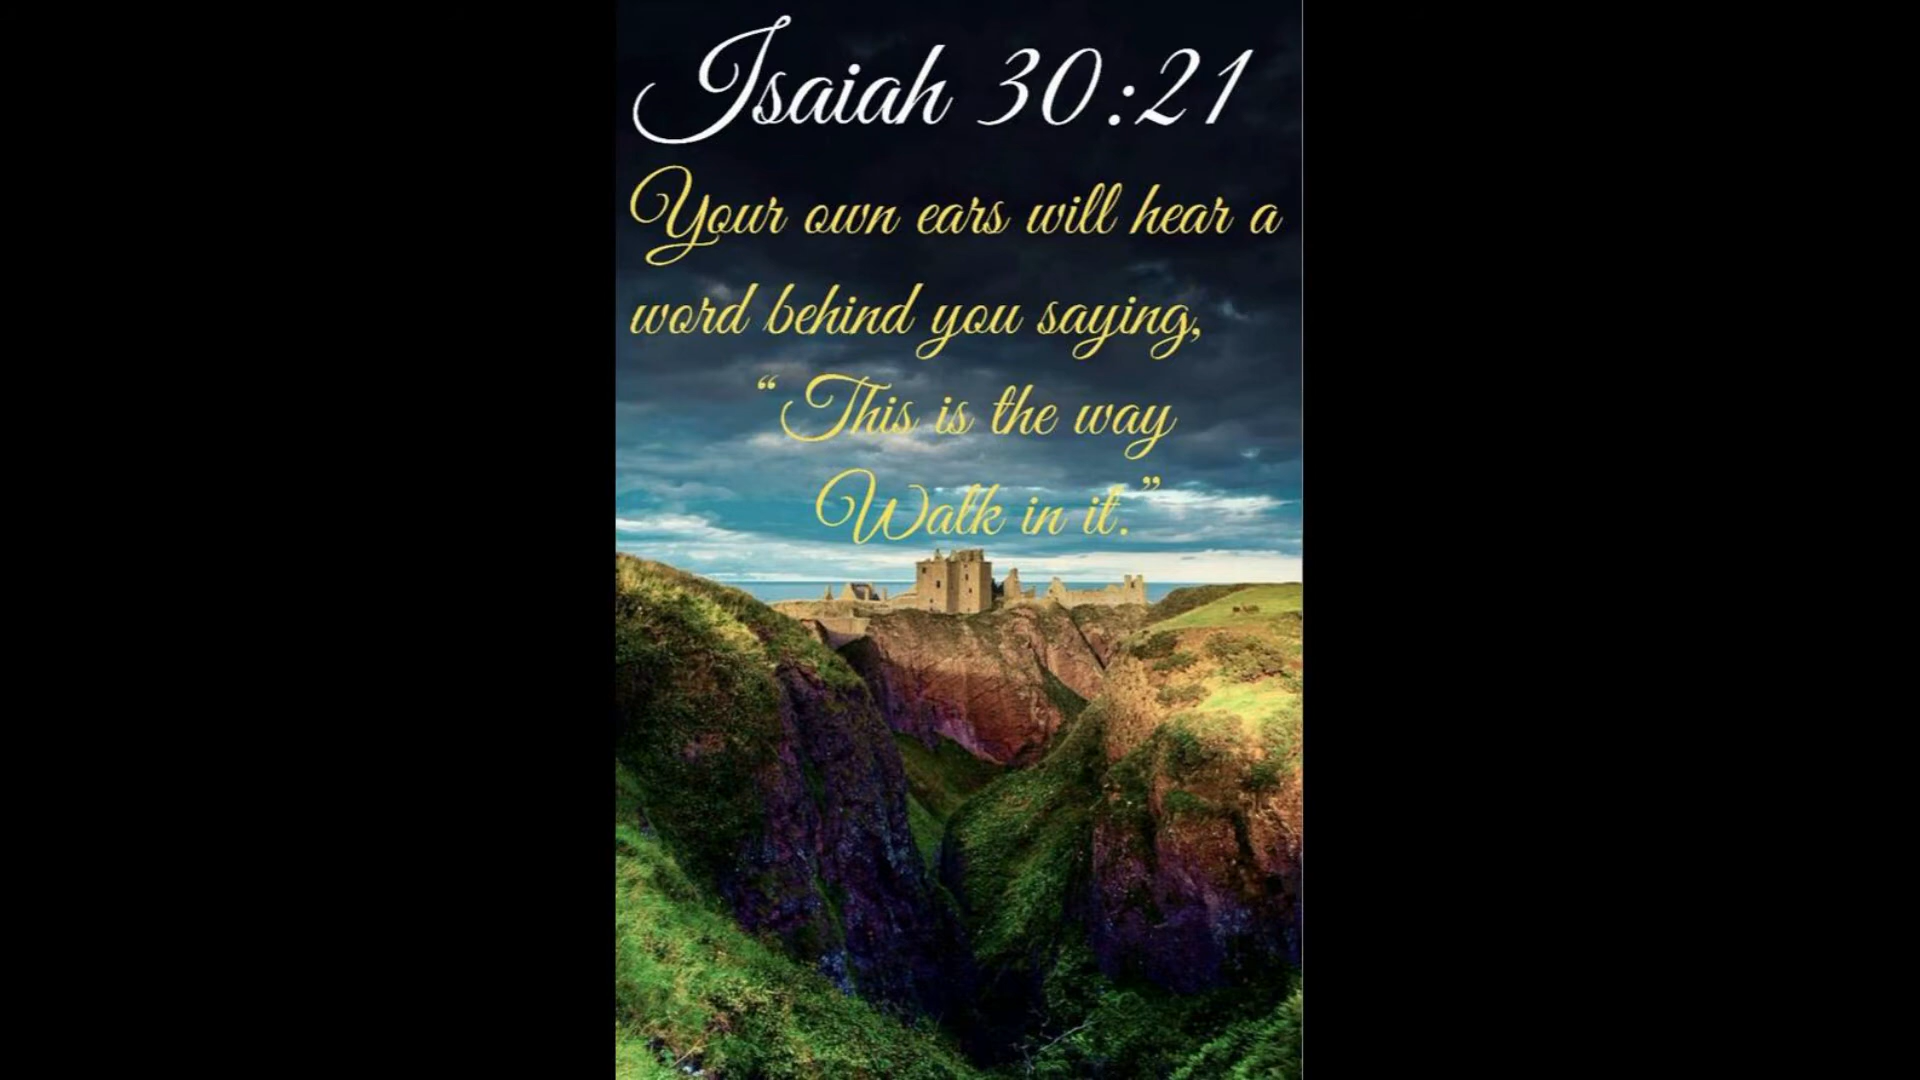 Isaiah 30:21
Your own ears will hear a
word behind you saying,
“This is the way
Walk in it.”